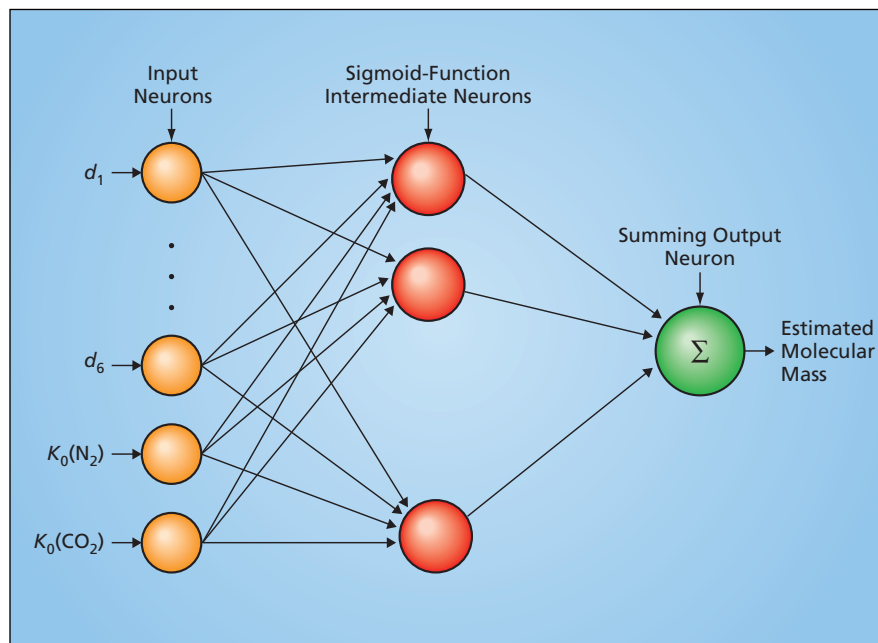 Input
Neurons
Sigmoid-Function
Intermediate Neurons
d₁
Summing Output
Neuron
Σ
Estimated
Molecular
Mass
d₆
K₀(N₂)
K₀(CO₂)